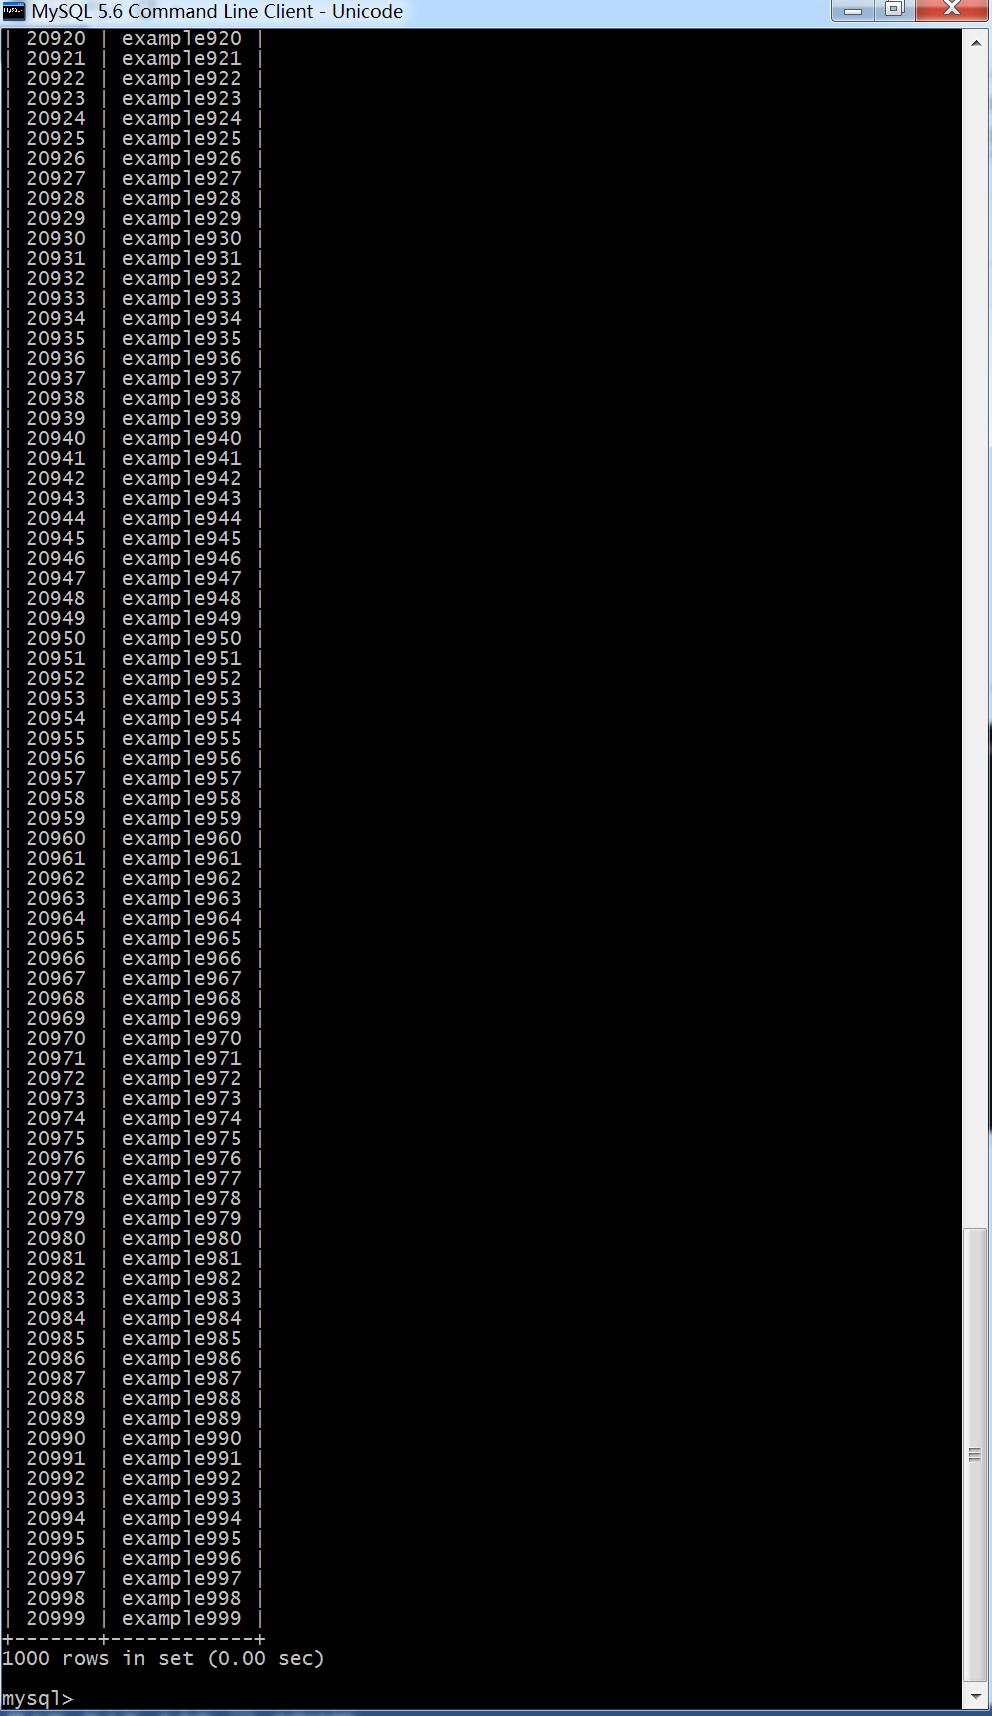 MySQL 5.6 Command Line Client - Unicode
| 20920 | example920 |
| 20921 | example921 |
| 20922 | example922 |
| 20923 | example923 |
| 20924 | example924 |
| 20925 | example925 |
| 20926 | example926 |
| 20927 | example927 |
| 20928 | example928 |
| 20929 | example929 |
| 20930 | example930 |
| 20931 | example931 |
| 20932 | example932 |
| 20933 | example933 |
| 20934 | example934 |
| 20935 | example935 |
| 20936 | example936 |
| 20937 | example937 |
| 20938 | example938 |
| 20939 | example939 |
| 20940 | example940 |
| 20941 | example941 |
| 20942 | example942 |
| 20943 | example943 |
| 20944 | example944 |
| 20945 | example945 |
| 20946 | example946 |
| 20947 | example947 |
| 20948 | example948 |
| 20949 | example949 |
| 20950 | example950 |
| 20951 | example951 |
| 20952 | example952 |
| 20953 | example953 |
| 20954 | example954 |
| 20955 | example955 |
| 20956 | example956 |
| 20957 | example957 |
| 20958 | example958 |
| 20959 | example959 |
| 20960 | example960 |
| 20961 | example961 |
| 20962 | example962 |
| 20963 | example963 |
| 20964 | example964 |
| 20965 | example965 |
| 20966 | example966 |
| 20967 | example967 |
| 20968 | example968 |
| 20969 | example969 |
| 20970 | example970 |
| 20971 | example971 |
| 20972 | example972 |
| 20973 | example973 |
| 20974 | example974 |
| 20975 | example975 |
| 20976 | example976 |
| 20977 | example977 |
| 20978 | example978 |
| 20979 | example979 |
| 20980 | example980 |
| 20981 | example981 |
| 20982 | example982 |
| 20983 | example983 |
| 20984 | example984 |
| 20985 | example985 |
| 20986 | example986 |
| 20987 | example987 |
| 20988 | example988 |
| 20989 | example989 |
| 20990 | example990 |
| 20991 | example991 |
| 20992 | example992 |
| 20993 | example993 |
| 20994 | example994 |
| 20995 | example995 |
| 20996 | example996 |
| 20997 | example997 |
| 20998 | example998 |
| 20999 | example999 |
+-------+------------+
1000 rows in set (0.00 sec)
mysql>